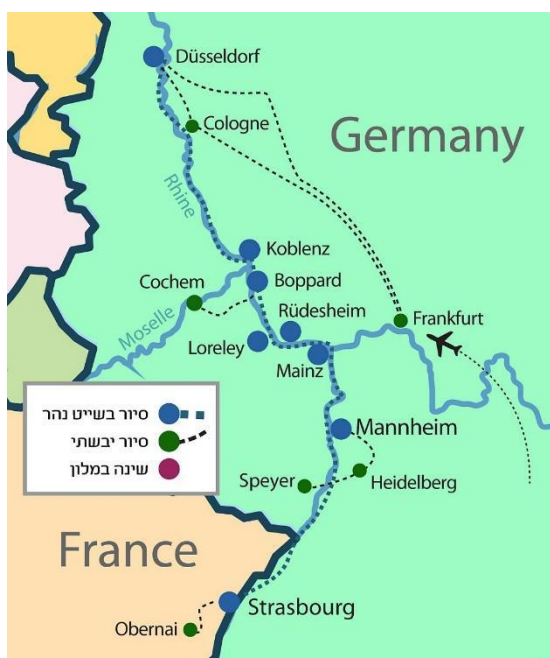 Düsseldorf
Cologne
Germany
Rhine
Koblenz
Cochem
Boppard
Rüdesheim
Moselle
Loreley
Frankfurt
Mainz
סיור בשייט נהר
סיור יבשתי
שינה במלון
Mannheim
Speyer
Heidelberg
France
Strasbourg
Obernai